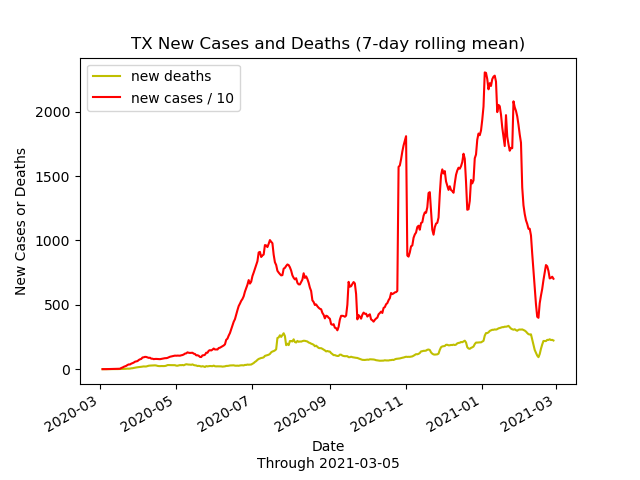 TX New Cases and Deaths (7-day rolling mean)
new deaths
new cases / 10
New Cases or Deaths
2000
1500
1000
500
0
2020-03
2020-05
2020-07
2020-09
2020-11
2021-01
2021-03
Date
Through 2021-03-05